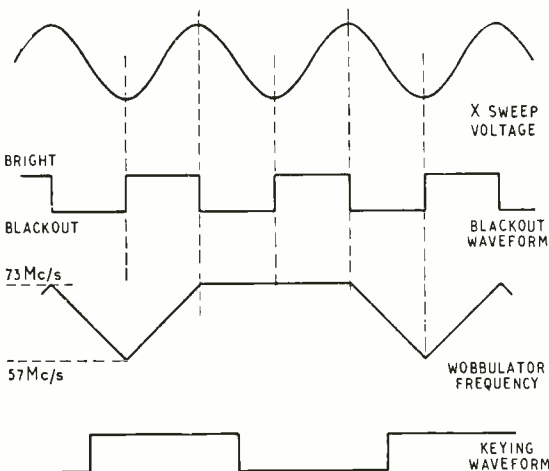 X SWEEP
VOLTAGE
BRIGHT
BLACKOUT
BLACKOUT
WAVEFORM
73Mc/s
57Mc/s
WOBBULATOR
FREQUENCY
KEYING
WAVEFORM